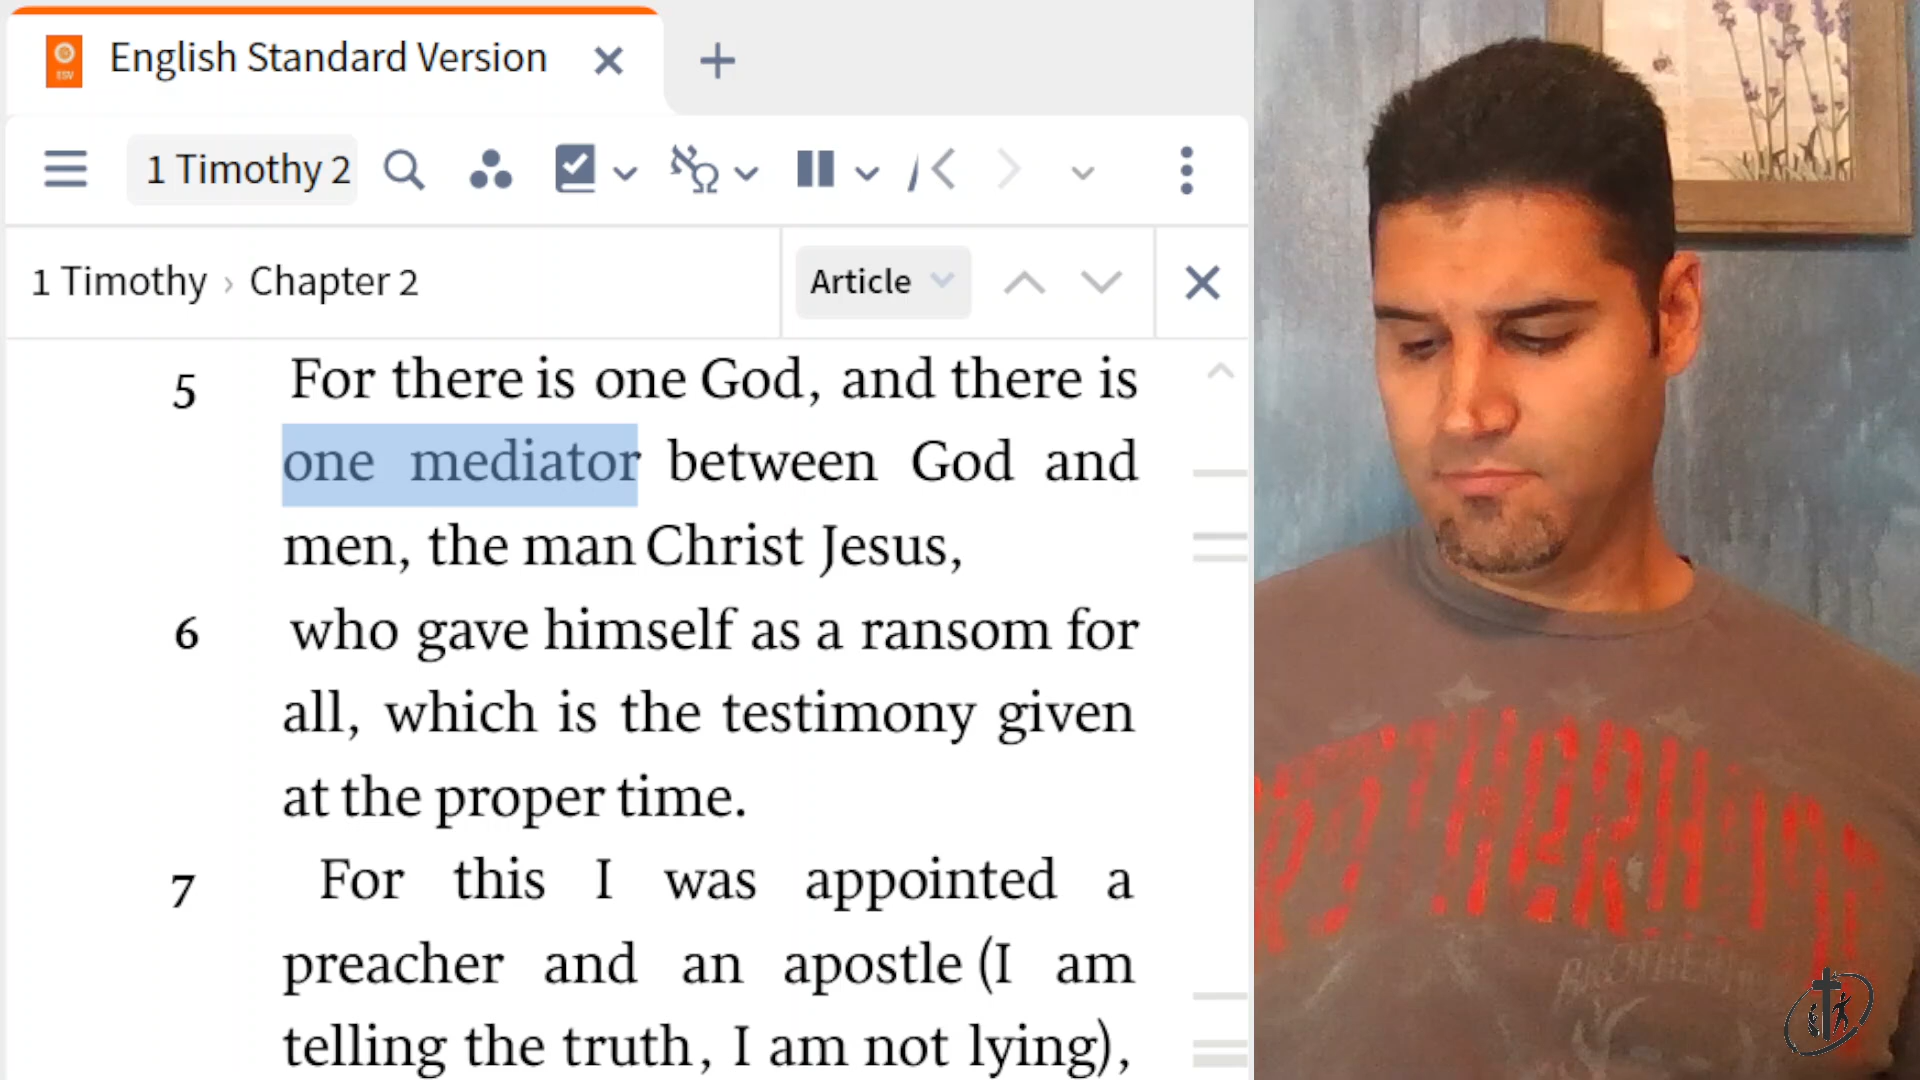 English Standard Version
ESV
1 Timothy 2
1 Timothy › Chapter 2
Article
5 For there is one God, and there is
one mediator between God and
men, the man Christ Jesus,
6 who gave himself as a ransom for
all, which is the testimony given
at the proper time.
7 For this I was appointed a
preacher and an apostle (I am
telling the truth, I am not lying),